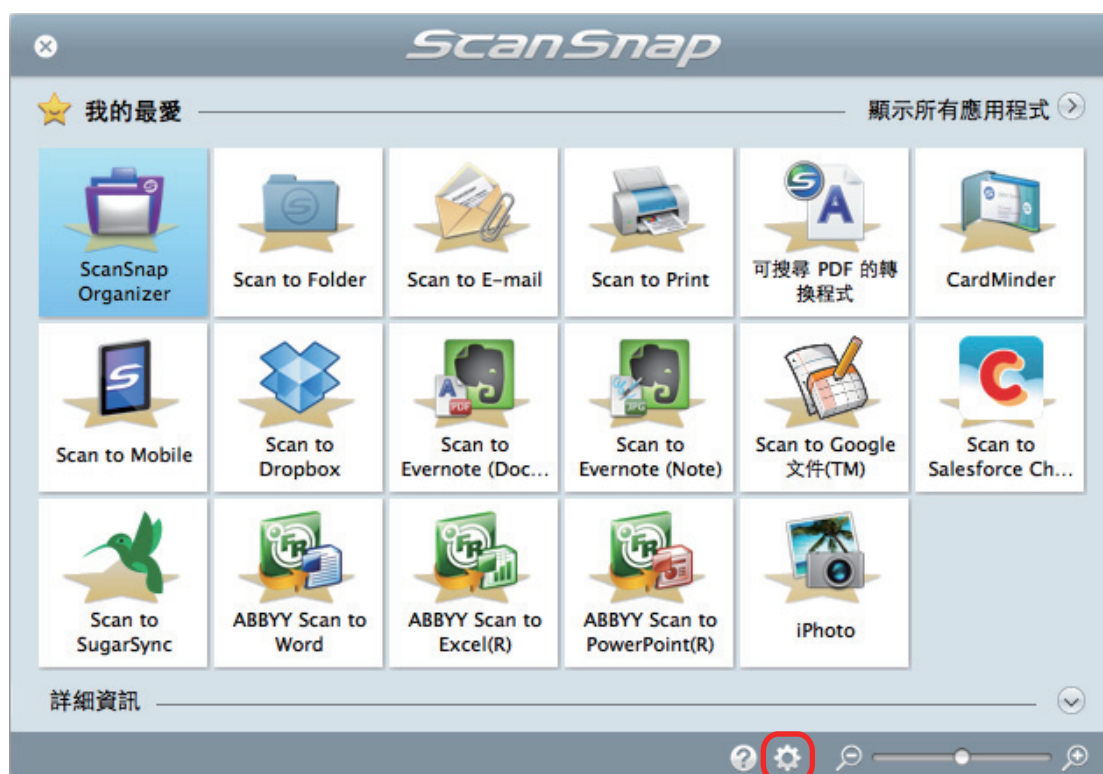 ScanSnap
我的最愛
顯示所有應用程式
ScanSnap
Organizer
Scan to Folder
Scan to E-mail
Scan to Print
可搜尋 PDF 的轉
換程式
CardMinder
Scan to Mobile
Scan to
Dropbox
Scan to
Evernote (Doc...
Scan to
Evernote (Note)
Scan to Google
文件(TM)
Scan to
Salesforce Ch...
Scan to
SugarSync
ABBYY Scan to
Word
ABBYY Scan to
Excel(R)
ABBYY Scan to
PowerPoint(R)
iPhoto
詳細資訊